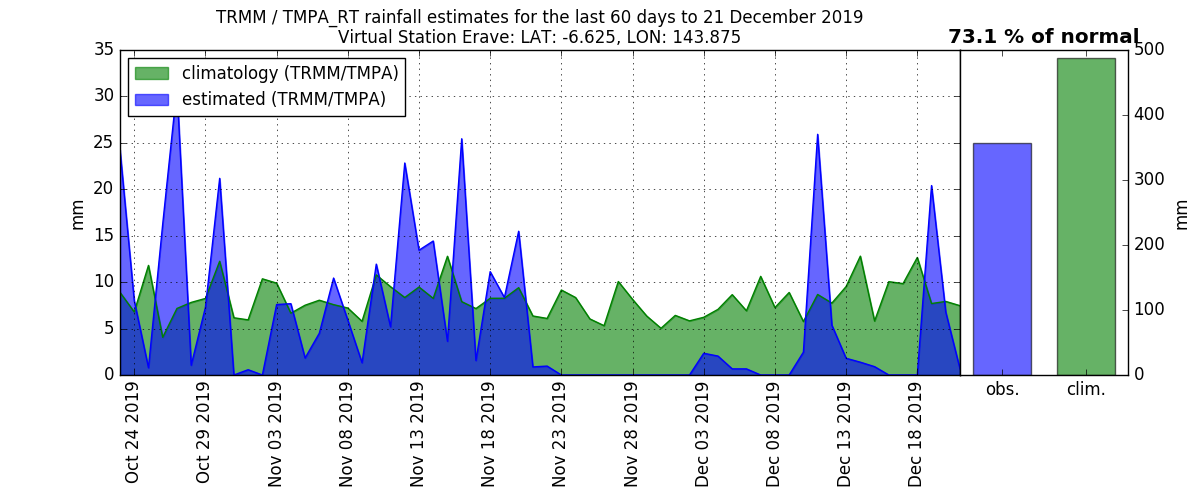 TRMM / TMPA_RT rainfall estimates for the last 60 days to 21 December 2019
Virtual Station Erave: LAT: -6.625, LON: 143.875
73.1 % of normal
climatology (TRMM/TMPA)
estimated (TRMM/TMPA)
mm
35
30
25
20
15
10
5
0
Oct 24 2019
Oct 29 2019
Nov 03 2019
Nov 08 2019
Nov 13 2019
Nov 18 2019
Nov 23 2019
Nov 28 2019
Dec 03 2019
Dec 08 2019
Dec 13 2019
Dec 18 2019
obs.
clim.
500
400
300
200
100
0
mm